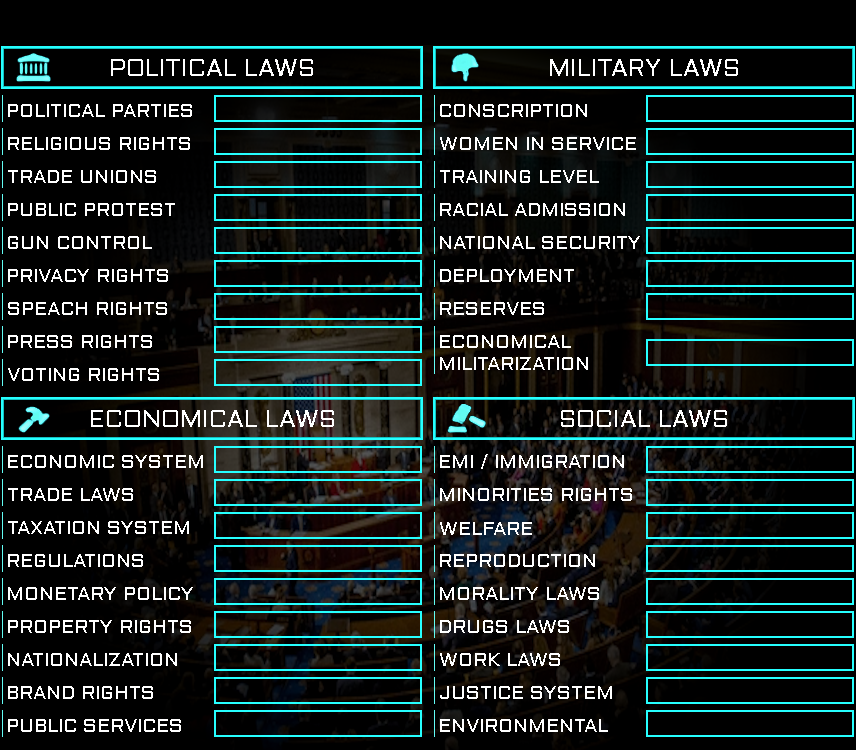 POLITICAL LAWS
POLITICAL PARTIES
RELIGIOUS RIGHTS
TRADE UNIONS
PUBLIC PROTEST
GUN CONTROL
PRIVACY RIGHTS
SPEACH RIGHTS
PRESS RIGHTS
VOTING RIGHTS
MILITARY LAWS
CONSCRIPTION
WOMEN IN SERVICE
TRAINING LEVEL
RACIAL ADMISSION
NATIONAL SECURITY
DEPLOYMENT
RESERVES
ECONOMICAL
MILITARIZATION
ECONOMICAL LAWS
ECONOMIC SYSTEM
TRADE LAWS
TAXATION SYSTEM
REGULATIONS
MONETARY POLICY
PROPERTY RIGHTS
NATIONALIZATION
BRAND RIGHTS
PUBLIC SERVICES
SOCIAL LAWS
EMI / IMMIGRATION
MINORITIES RIGHTS
WELFARE
REPRODUCTION
MORALITY LAWS
DRUGS LAWS
WORK LAWS
JUSTICE SYSTEM
ENVIRONMENTAL